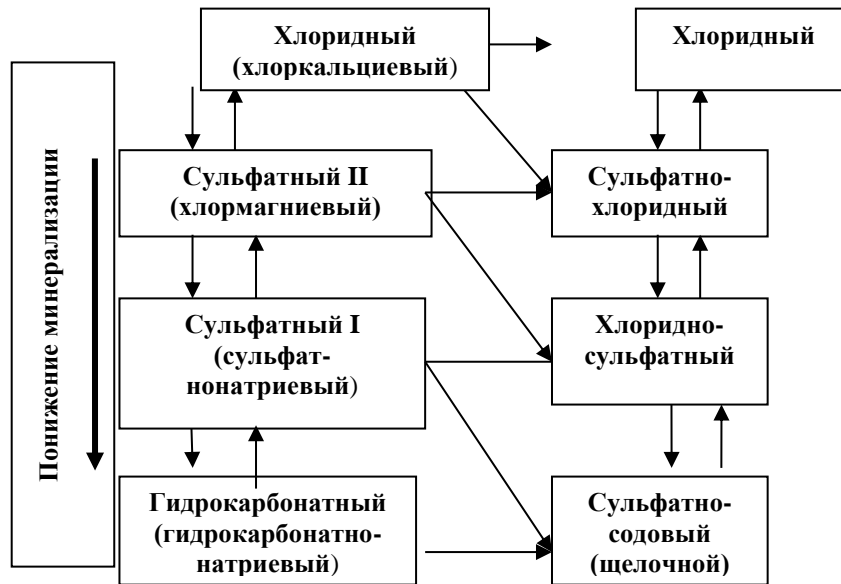 Понижение минерализации
Хлоридный
(хлоркальциевый)
Хлоридный
Сульфатный II
(хлормагниевый)
Сульфатно-
хлоридный
Сульфатный I
(сульфат-
нонатриевый)
Хлоридно-
сульфатный
Гидрокарбонатный
(гидрокарбонатно-
натриевый)
Сульфатно-
содовый
(щелочной)